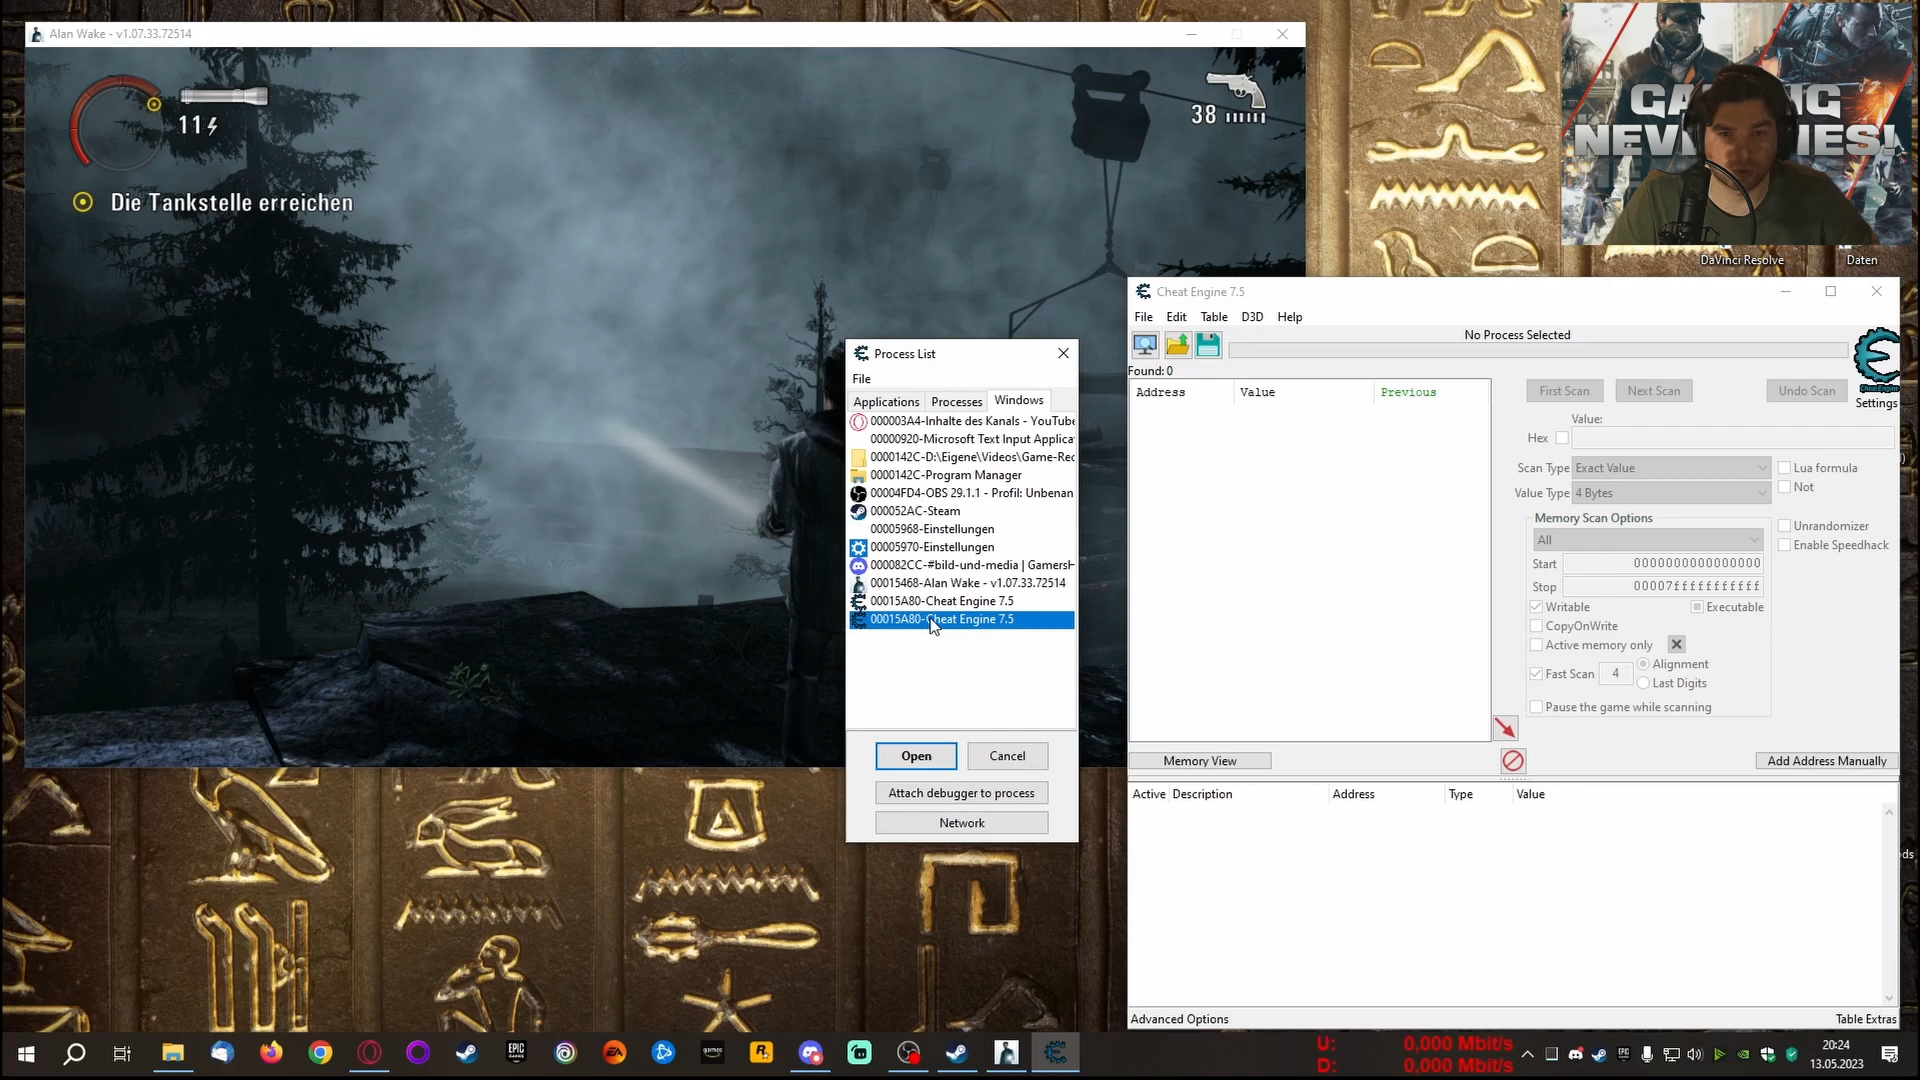 Alan Wake - v1.07.33.72514
11
38
Die Tankstelle erreichen
DaVinci Resolve
Daten
Process List
File
Applications
Processes
Windows
000003A4-Inhalte des Kanals - YouTube
00000920-Microsoft Text Input Applica
0000142C-D:\Eigene\Videos\Game-Rec
0000142C-Program Manager
00004FD4-OBS 29.1.1 - Profil: Unbenan
000052AC-Steam
00005968-Einstellungen
00005970-Einstellungen
000082CC-#bild-und-media | GamersH
00015468-Alan Wake - v1.07.33.72514
00015A80-Cheat Engine 7.5
00015A80-Cheat Engine 7.5
Open
Cancel
Attach debugger to process
Network
Cheat Engine 7.5
File Edit Table D3D Help
No Process Selected
Found: 0
Address Value Previous
First Scan
Next Scan
Undo Scan
Cheat Engine
Settings
Value:
Hex
Scan Type Exact Value
Lua formula
Value Type 4 Bytes
Not
Memory Scan Options
All
Unrandomizer
Enable Speedhack
Start 0000000000000000
Stop 00007fffffffffff
Writable
Executable
CopyOnWrite
Active memory only
Fast Scan 4
Alignment
Last Digits
Pause the game while scanning
Memory View
Add Address Manually
Active Description Address Type Value
Advanced Options
Table Extras
U: 0,000 Mbit/s
D: 0,000 Mbit/s
20:24
13.05.2023